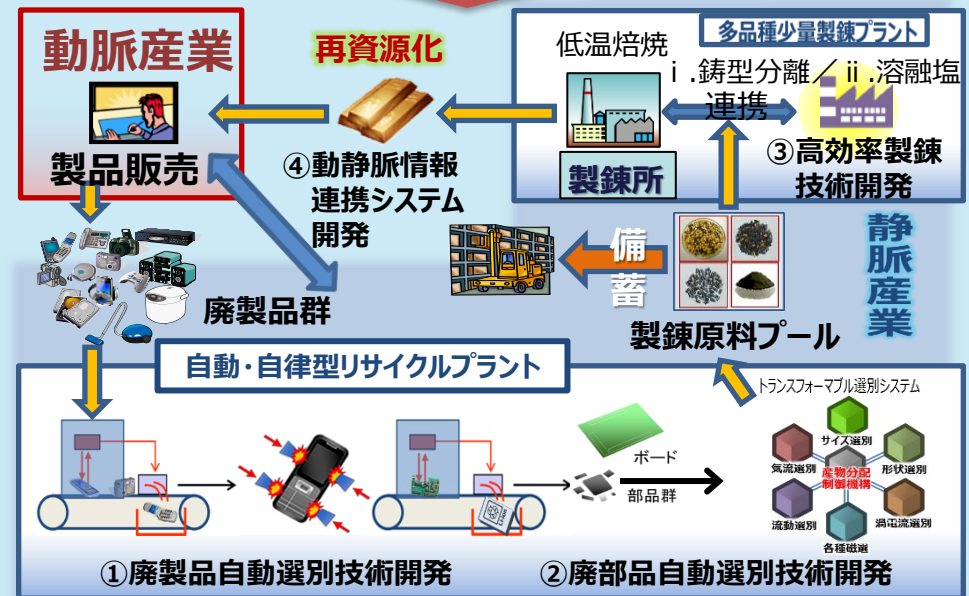 動脈産業
製品販売
再資源化
④動静脈情報
連携システム
開発
低温焙焼
多品種少量製錬プラント
ⅰ.鋳型分離/ⅱ.溶融塩
連携
製錬所
③高効率製錬
技術開発
静脈産業
備蓄
製錬原料プール
廃製品群
自動・自律型リサイクルプラント
トランスフォーマブル選別システム
サイズ選別
気流選別
形状選別
産物分配
制御機構
流動選別
渦電流選別
各種磁選
ボード
部品群
①廃製品自動選別技術開発
②廃部品自動選別技術開発